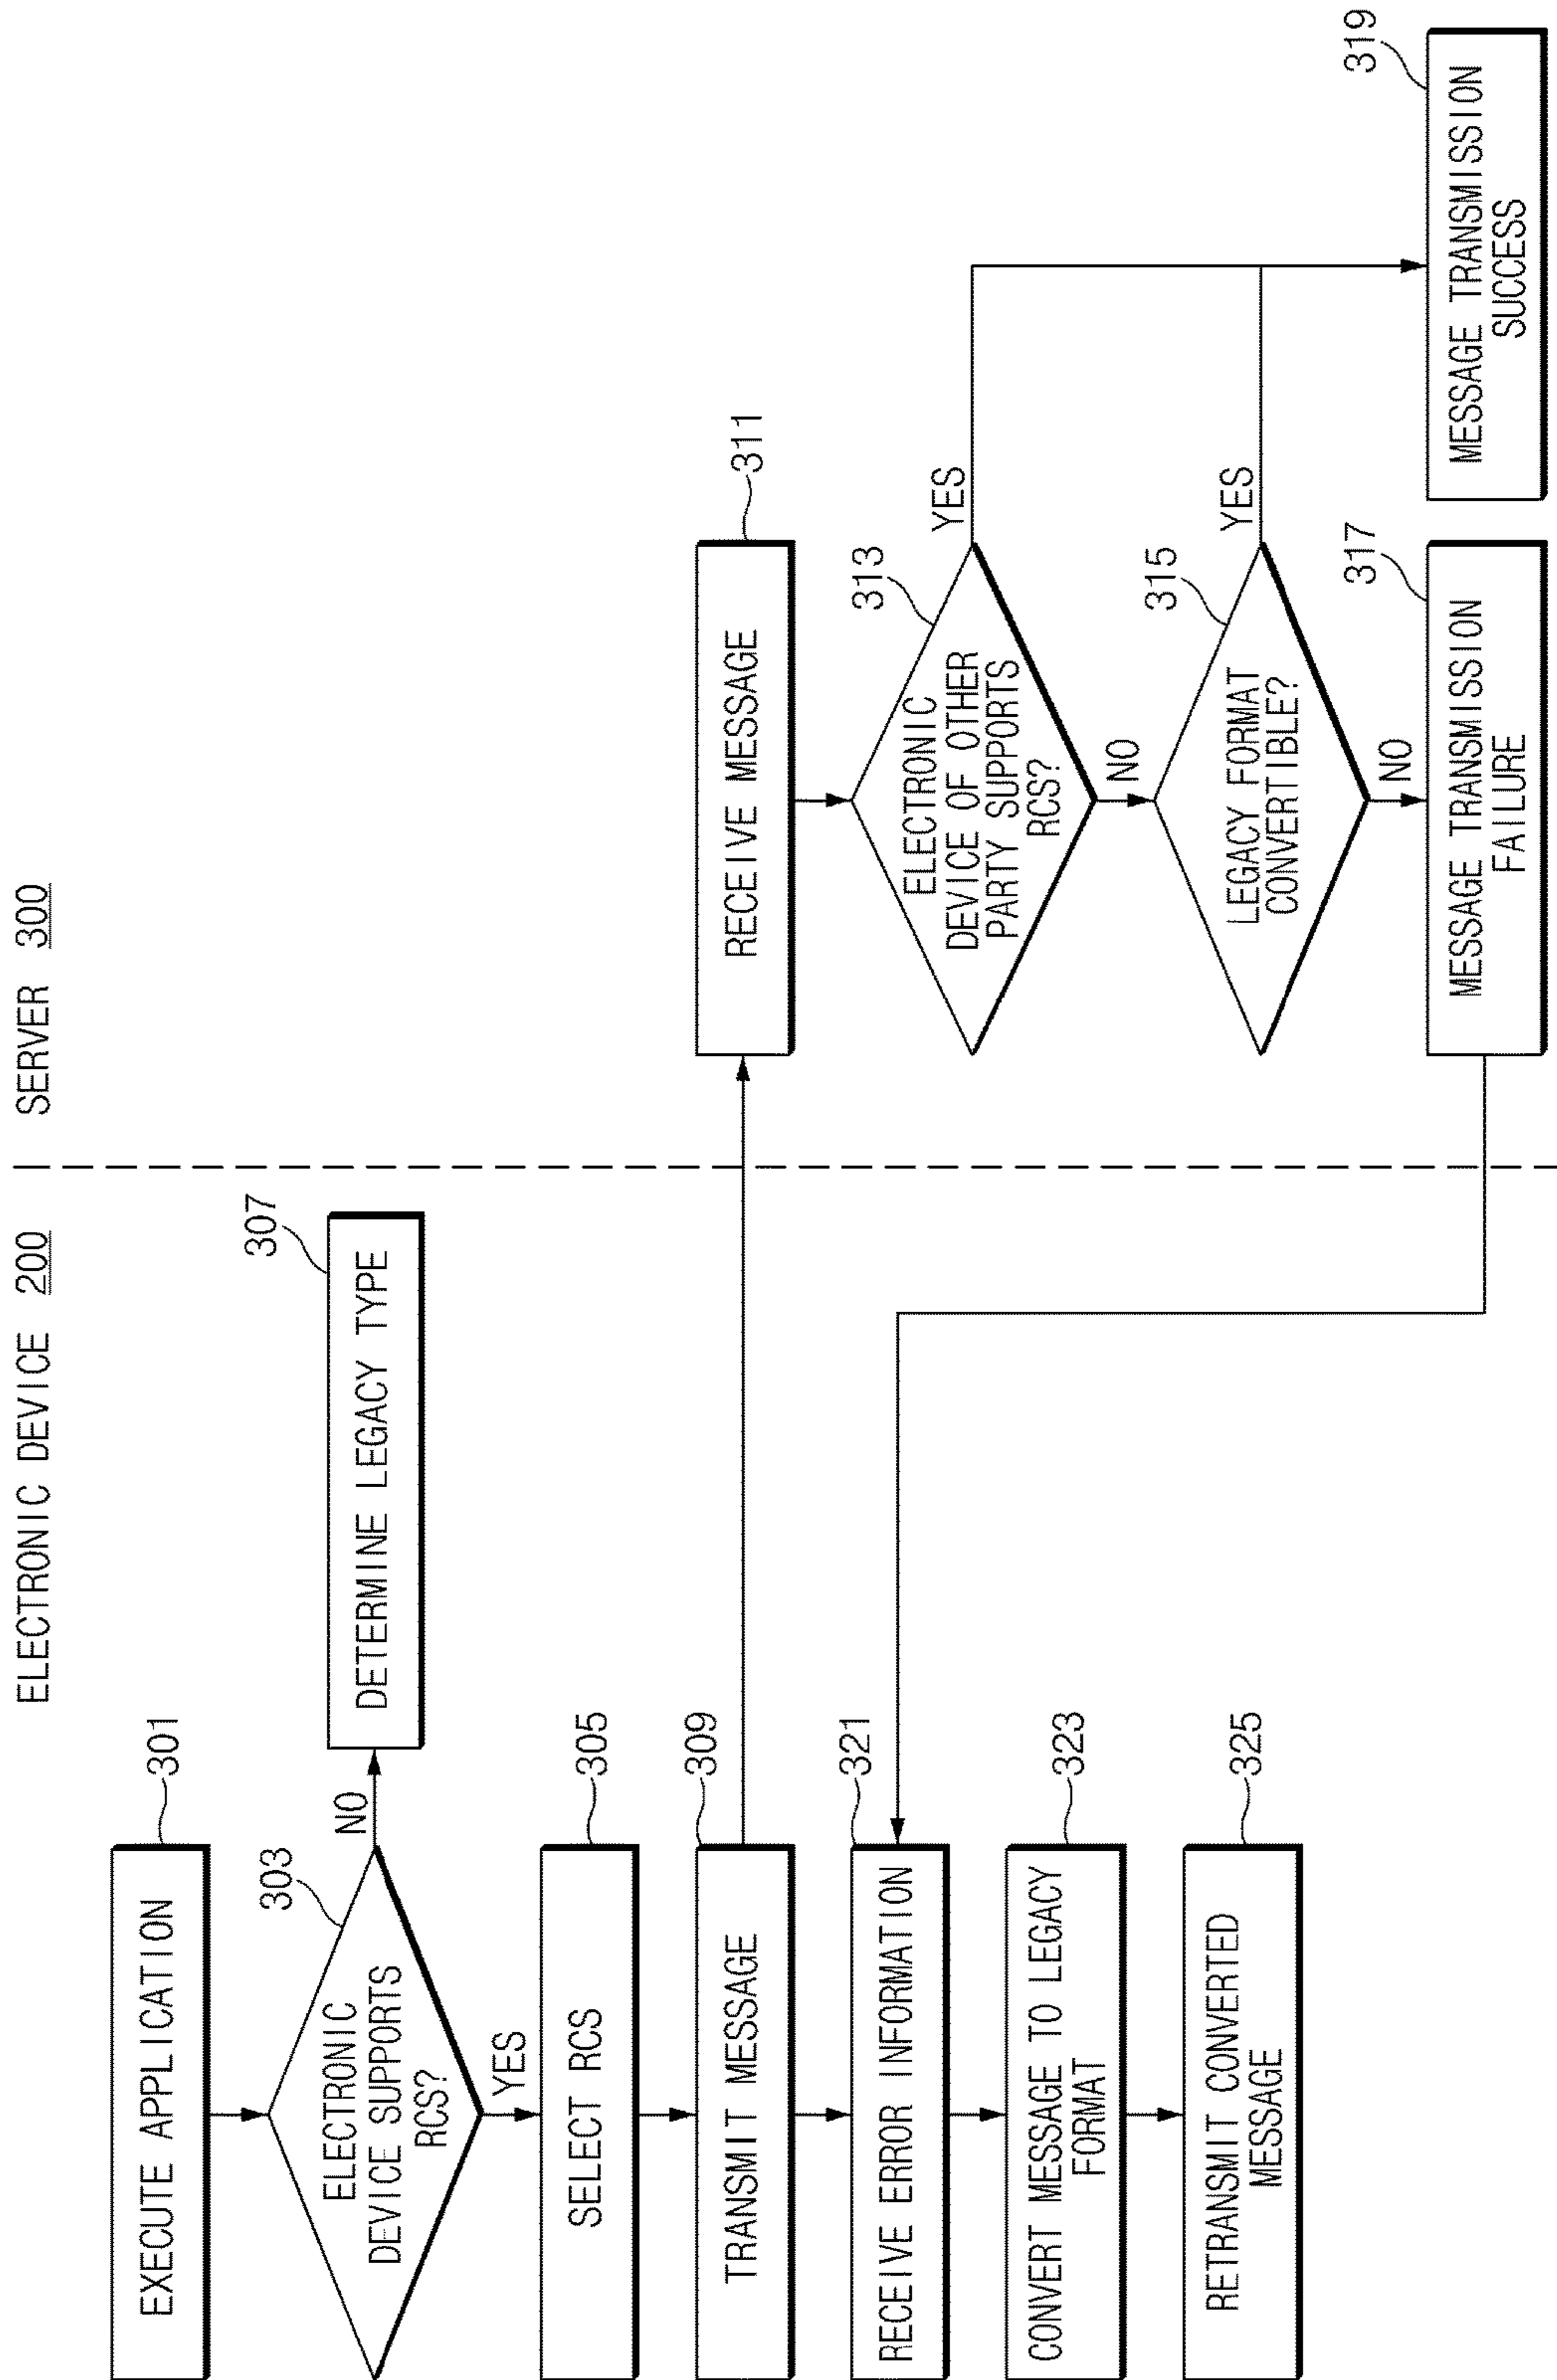 ELECTRONIC DEVICE 200
SERVER 300
EXECUTE APPLICATION
301
ELECTRONIC
DEVICE SUPPORTS
RCS?
303
NO
DETERMINE LEGACY TYPE
307
YES
SELECT RCS
305
TRANSMIT MESSAGE
309
RECEIVE MESSAGE
311
ELECTRONIC
DEVICE OF OTHER
PARTY SUPPORTS
RCS?
313
YES
NO
LEGACY FORMAT
CONVERTIBLE?
315
YES
NO
MESSAGE TRANSMISSION
FAILURE
317
MESSAGE TRANSMISSION
SUCCESS
319
RECEIVE ERROR INFORMATION
321
CONVERT MESSAGE TO LEGACY
FORMAT
323
RETRANSMIT CONVERTED
MESSAGE
325